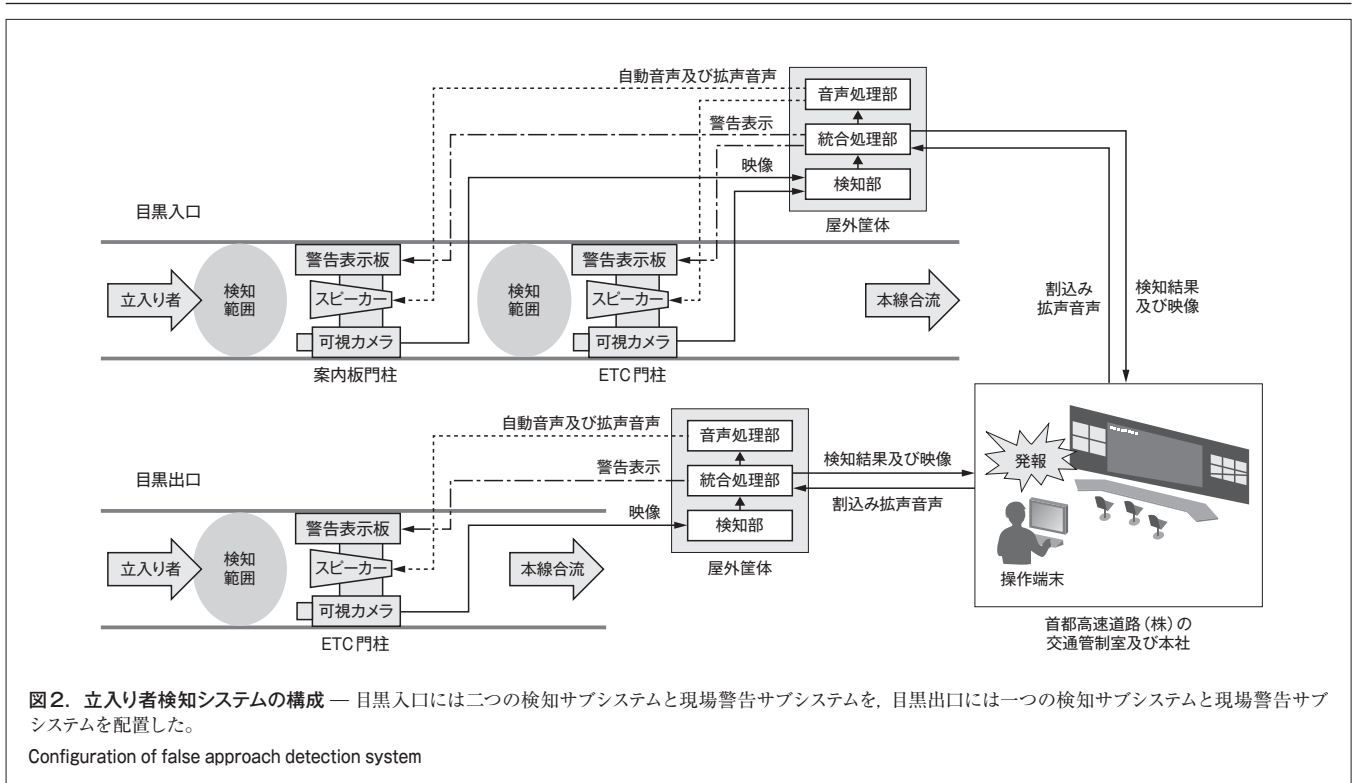 自動音声及び拡声音声
音声処理部
警告表示
統合処理部
映像
検知部
目黒入口
屋外筐体
警告表示板
警告表示板
立入り者
検知
範囲
スピーカー
検知
範囲
スピーカー
本線合流
割込み
拡声音声
検知結果
及び映像
可視カメラ
可視カメラ
案内板門柱
ETC門柱
自動音声及び拡声音声
音声処理部
検知結果及び映像
発報
警告表示
統合処理部
目黒出口
割込み拡声音声
映像
検知部
警告表示板
屋外筐体
立入り者
検知
範囲
スピーカー
本線合流
操作端末
可視カメラ
首都高速道路(株)の
交通管制室及び本社
ETC門柱
図2. 立入り者検知システムの構成 — 目黒入口には二つの検知サブシステムと現場警告サブシステムを,目黒出口には一つの検知サブシステムと現場警告サブ
システムを配置した。
Configuration of false approach detection system